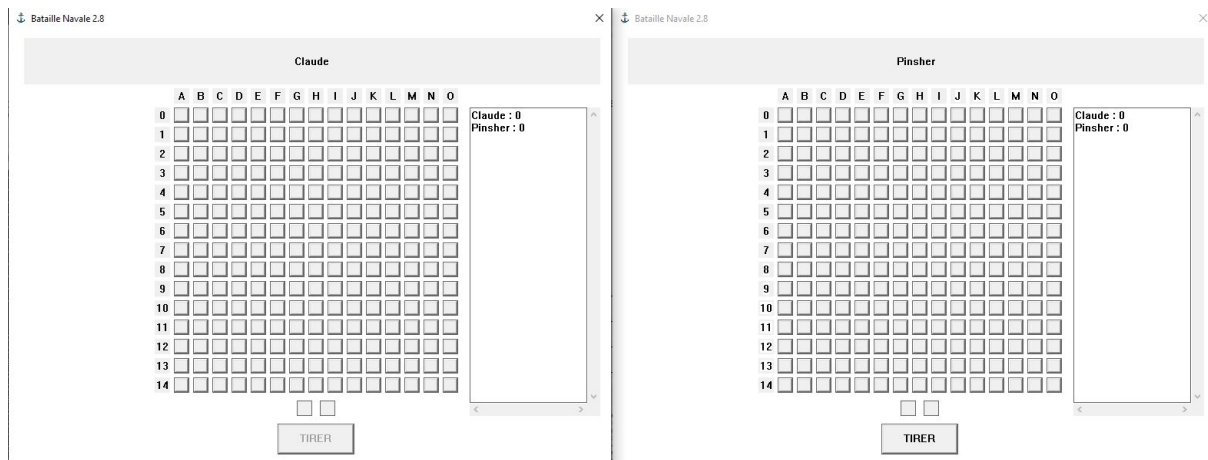 Bataille Navale 2.8
Claude
A B C D E F G H I J K L M N O
0
1
2
3
4
5
6
7
8
9
10
11
12
13
14
Claude : 0
Pinsher : 0
TIRER
Bataille Navale 2.8
Pinsher
A B C D E F G H I J K L M N O
0
1
2
3
4
5
6
7
8
9
10
11
12
13
14
Claude : 0
Pinsher : 0
TIRER